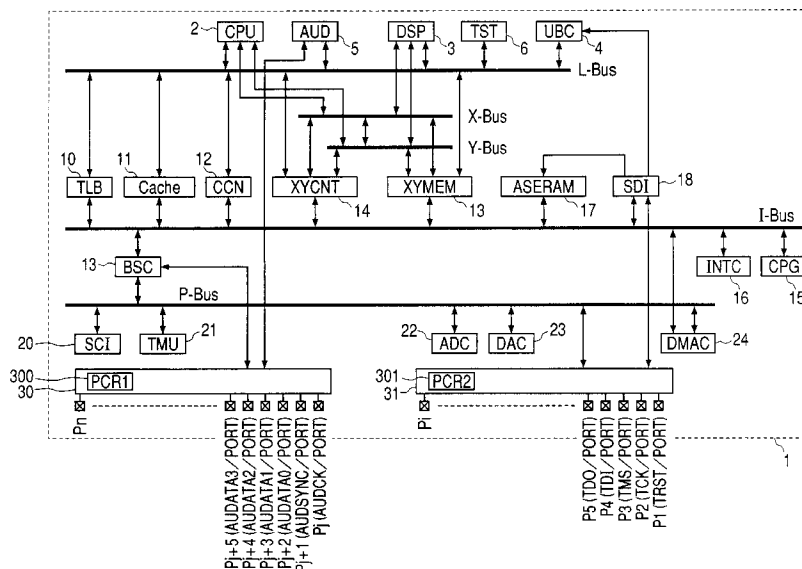 2 CPU AUD 5 DSP 3 TST 6 UBC 4
L-Bus
X-Bus
Y-Bus
10 TLB 11 Cache 12 CCN XYCNT 14 XYMEM 13 ASERAM 17 SDI 18
I-Bus
13 BSC INTC 16 CPG 15
P-Bus
20 SCI TMU 21 22 ADC DAC 23 DMAC 24
300 PCR1 30
301 PCR2 31
Pn
Pi
Pj+5 (AUDATA3/PORT)
Pj+4 (AUDATA2/PORT)
Pj+3 (AUDATA1/PORT)
Pj+2 (AUDATA0/PORT)
Pj+1 (AUDSYNC/PORT)
Pj (AUDCK/PORT)
P5 (TDO/PORT)
P4 (TDI/PORT)
P3 (TMS/PORT)
P2 (TCK/PORT)
P1 (TRST/PORT)
1